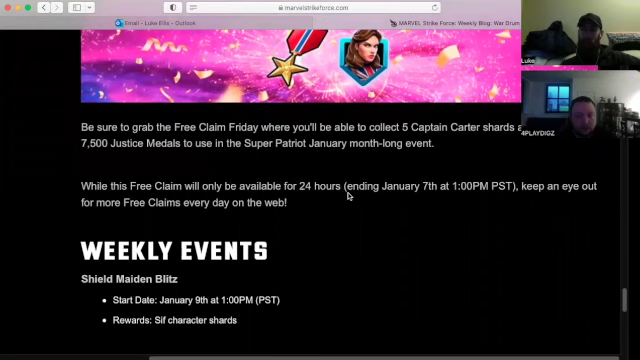 marvelstrikeforce.com
Email - Luke Ellis - Outlook
MARVEL Strike Force: Weekly Blog: War Drum
Luke
4PLAYDIGZ
Be sure to grab the Free Claim Friday where you'll be able to collect 5 Captain Carter shards
7,500 Justice Medals to use in the Super Patriot January month-long event.
While this Free Claim will only be available for 24 hours (ending January 7th at 1:00PM PST), keep an eye out
for more Free Claims every day on the web!
WEEKLY EVENTS
Shield Maiden Blitz
• Start Date: January 9th at 1:00PM (PST)
• Rewards: Sif character shards